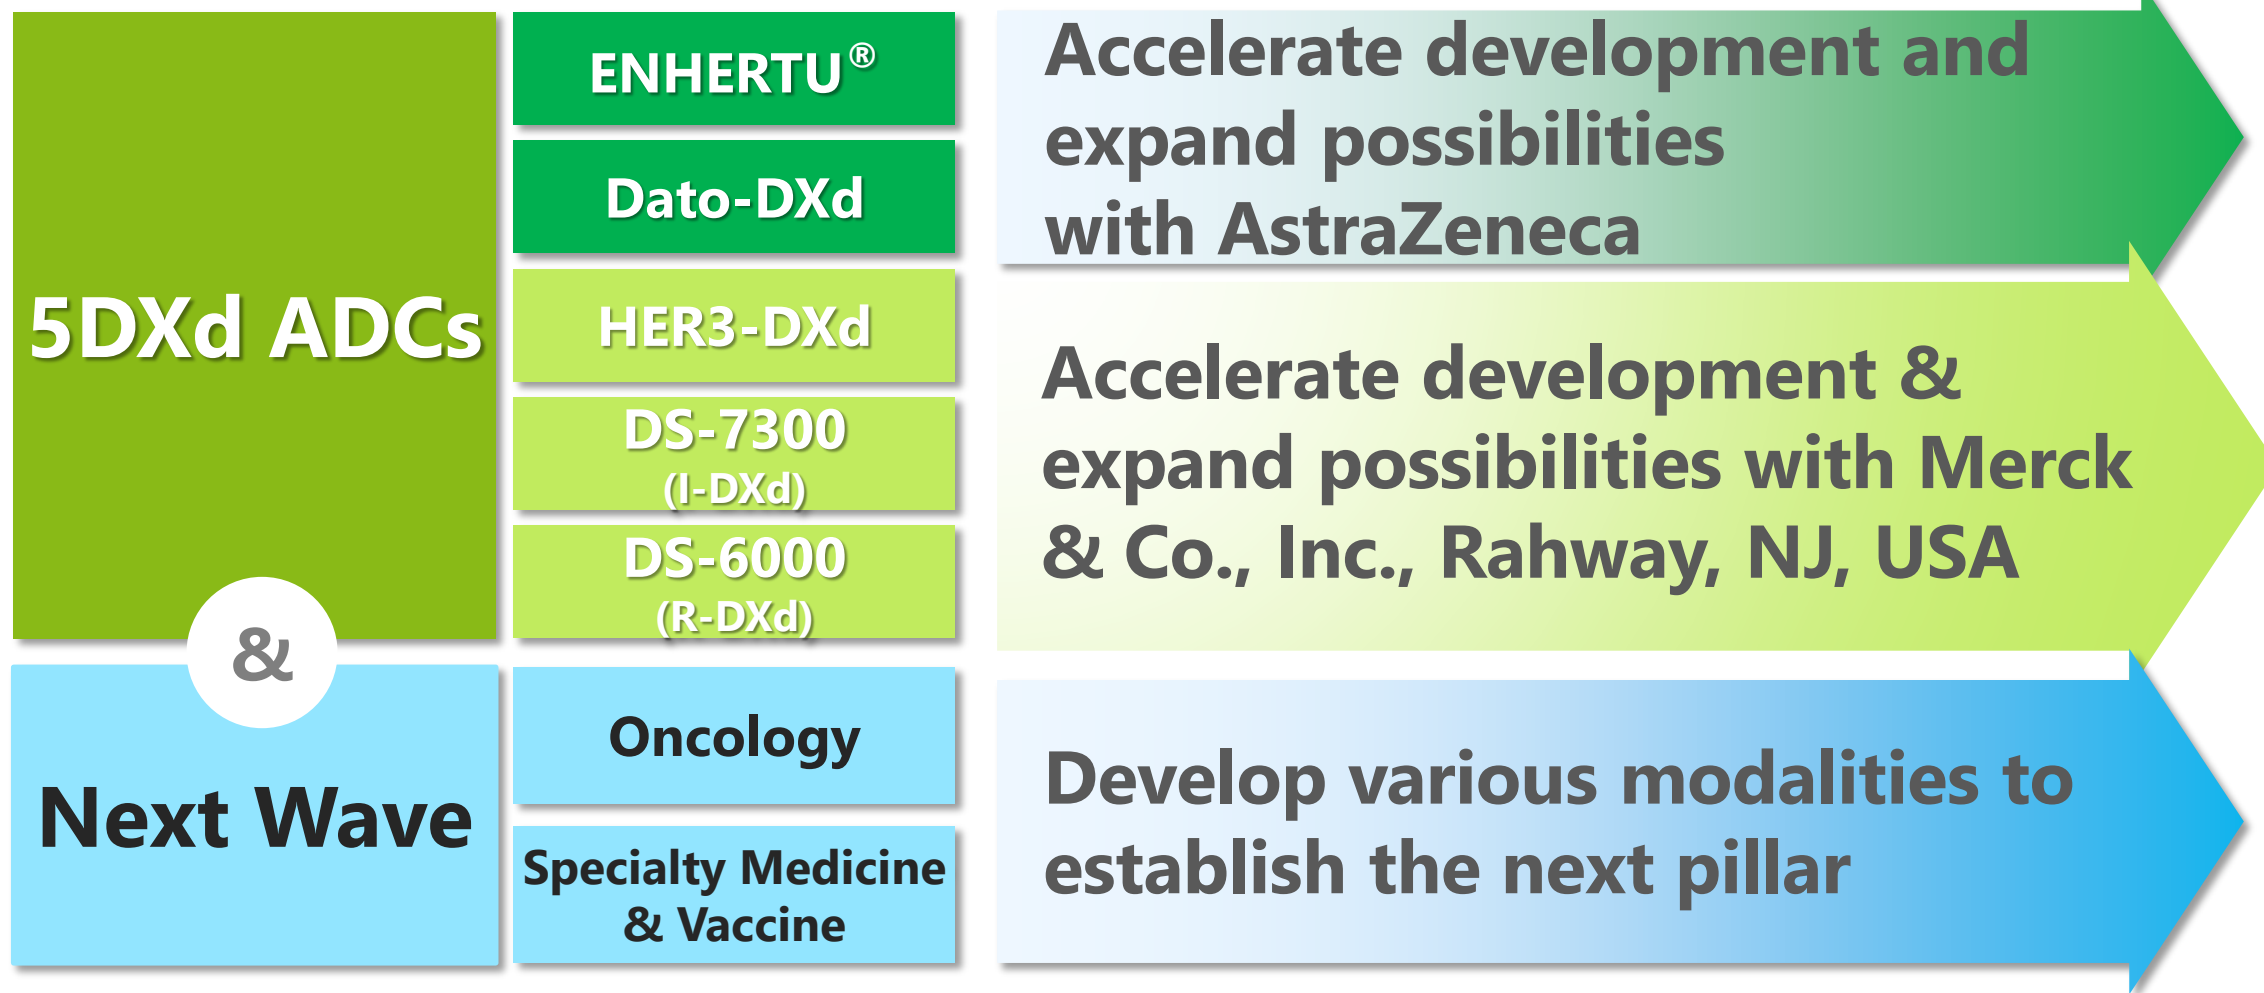 5DXd ADCs
ENHERTU®
Dato-DXd
HER3-DXd
DS-7300
(I-DXd)
DS-6000
(R-DXd)
Accelerate development and
expand possibilities
with AstraZeneca
Accelerate development &
expand possibilities with Merck
& Co., Inc., Rahway, NJ, USA
&
Next Wave
Oncology
Specialty Medicine
& Vaccine
Develop various modalities to
establish the next pillar